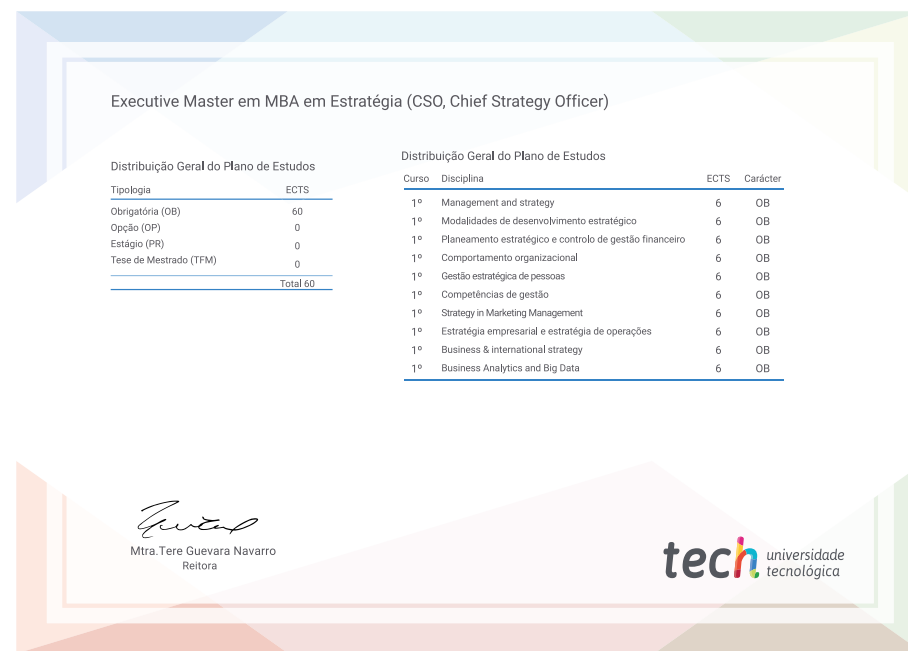 Executive Master em MBA em Estratégia (CSO, Chief Strategy Officer)
Distribuição Geral do Plano de Estudos
Tipologia ECTS
Obrigatória (OB) 60
Opção (OP) 0
Estágio (PR) 0
Tese de Mestrado (TFM) 0
Total 60
Distribuição Geral do Plano de Estudos
Curso Disciplina ECTS Carácter
1º Management and strategy 6 OB
1º Modalidades de desenvolvimento estratégico 6 OB
1º Planeamento estratégico e controlo de gestão financeiro 6 OB
1º Comportamento organizacional 6 OB
1º Gestão estratégica de pessoas 6 OB
1º Competências de gestão 6 OB
1º Strategy in Marketing Management 6 OB
1º Estratégia empresarial e estratégia de operações 6 OB
1º Business & international strategy 6 OB
1º Business Analytics and Big Data 6 OB
Mtra.Tere Guevara Navarro
Reitora
tech universidade
tecnológica